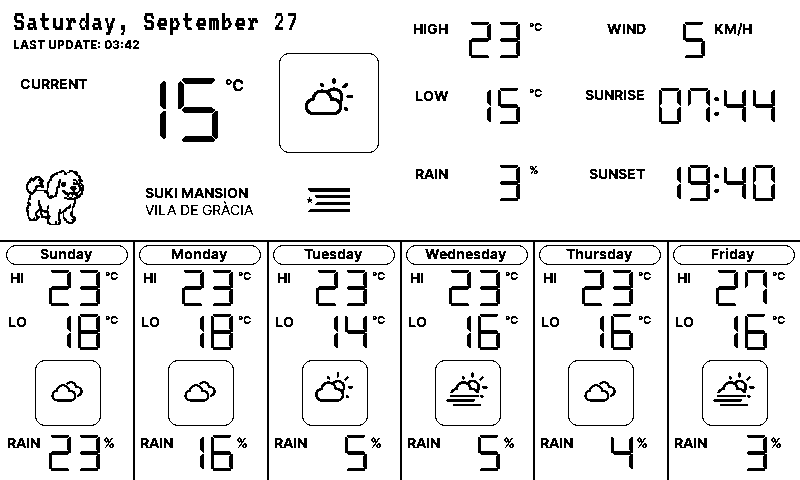 Saturday, September 27
LAST UPDATE: 03:42
CURRENT 15 °C
SUKI MANSION
VILA DE GRÀCIA
HIGH 23 °C
LOW 15 °C
RAIN 3 %
WIND 5 KM/H
SUNRISE 07:44
SUNSET 19:40
Sunday
HI 23 °C
LO 18 °C
RAIN 23 %
Monday
HI 23 °C
LO 18 °C
RAIN 16 %
Tuesday
HI 23 °C
LO 14 °C
RAIN 5 %
Wednesday
HI 23 °C
LO 16 °C
RAIN 5 %
Thursday
HI 23 °C
LO 16 °C
RAIN 4 %
Friday
HI 27 °C
LO 16 °C
RAIN 3 %